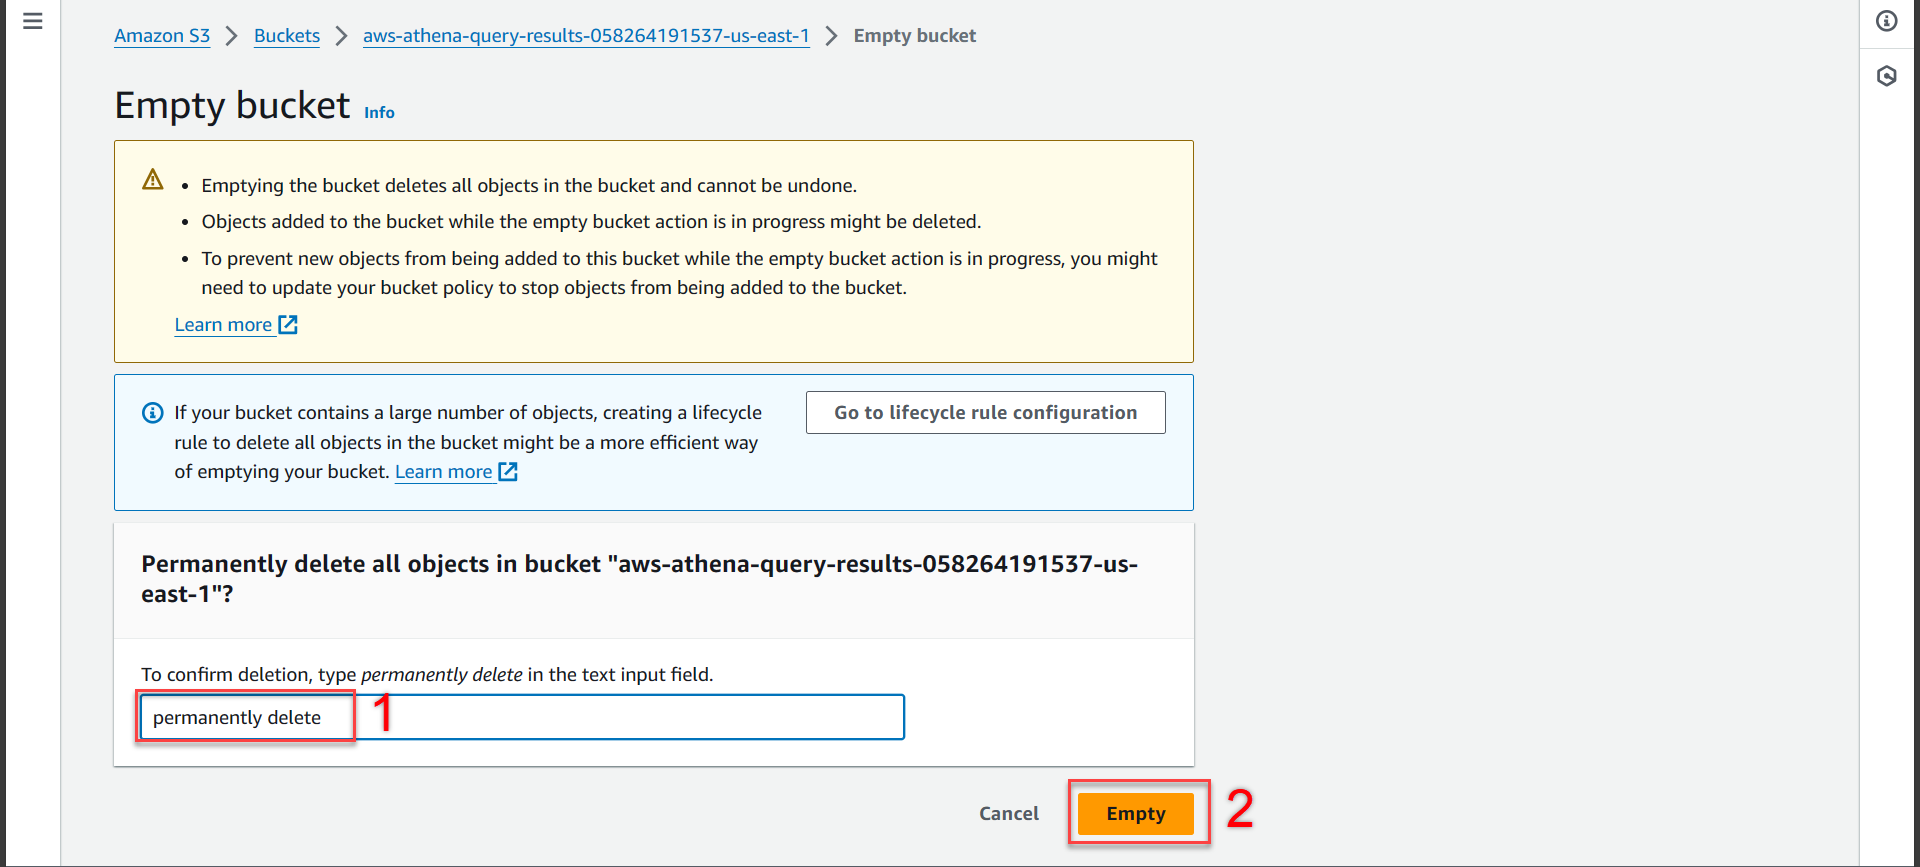 Amazon S3 > Buckets > aws-athena-query-results-058264191537-us-east-1 > Empty bucket
Empty bucket Info
• Emptying the bucket deletes all objects in the bucket and cannot be undone.
• Objects added to the bucket while the empty bucket action is in progress might be deleted.
• To prevent new objects from being added to this bucket while the empty bucket action is in progress, you might
need to update your bucket policy to stop objects from being added to the bucket.
Learn more
If your bucket contains a large number of objects, creating a lifecycle
rule to delete all objects in the bucket might be a more efficient way
of emptying your bucket. Learn more
Go to lifecycle rule configuration
Permanently delete all objects in bucket "aws-athena-query-results-058264191537-us-
east-1"?
To confirm deletion, type permanently delete in the text input field.
permanently delete 1
Cancel Empty 2